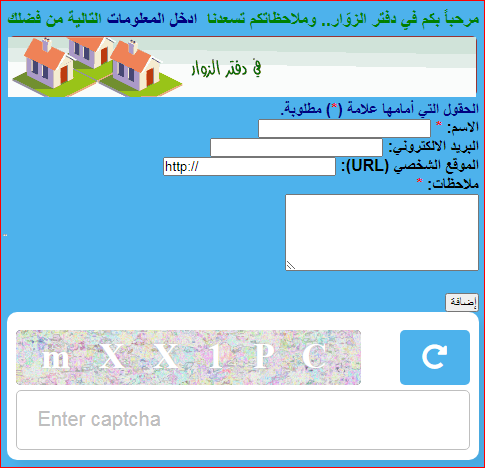 مرحباً بكم في دفتر الزوّار.. وملاحظاتكم تسعدنا ادخل المعلومات التالية من فضلك
في دفتر الزوار
الحقول التي أمامها علامة (*) مطلوبة.
الاسم: *
البريد الالكتروني:
الموقع الشخصي (URL): http://
ملاحظات: *
إضافة
m X X 1 P C
Enter captcha